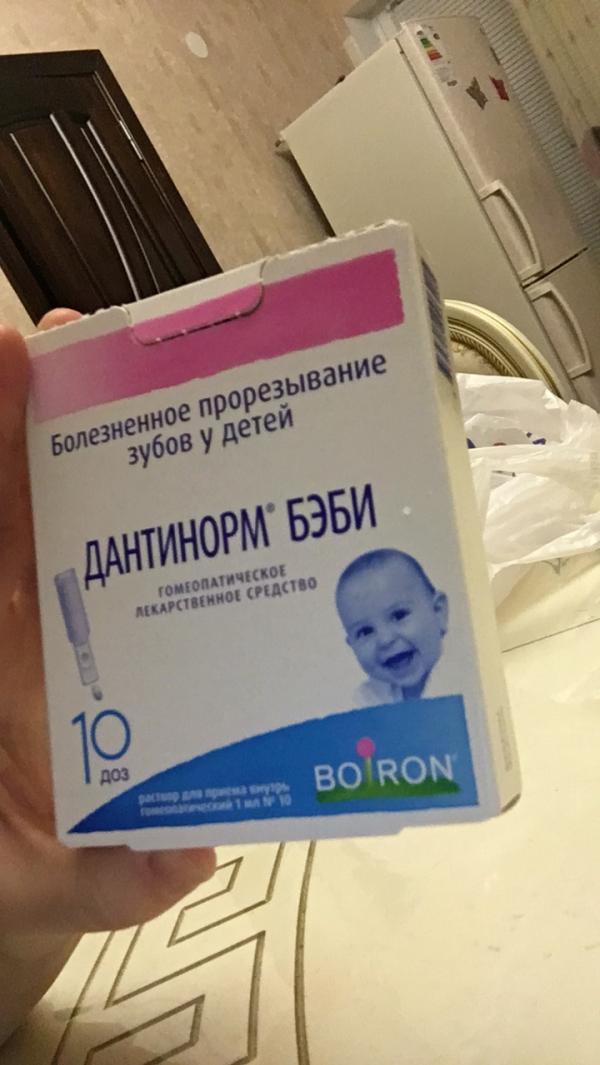 Болезненное прорезывание
зубов у детей
ДАНТИНОРМ® БЭБИ
ГОМЕОПАТИЧЕСКОЕ
ЛЕКАРСТВЕННОЕ СРЕДСТВО
10
доз
раствор для приема внутрь
гомеопатический 1 мл № 10
BOIRON®